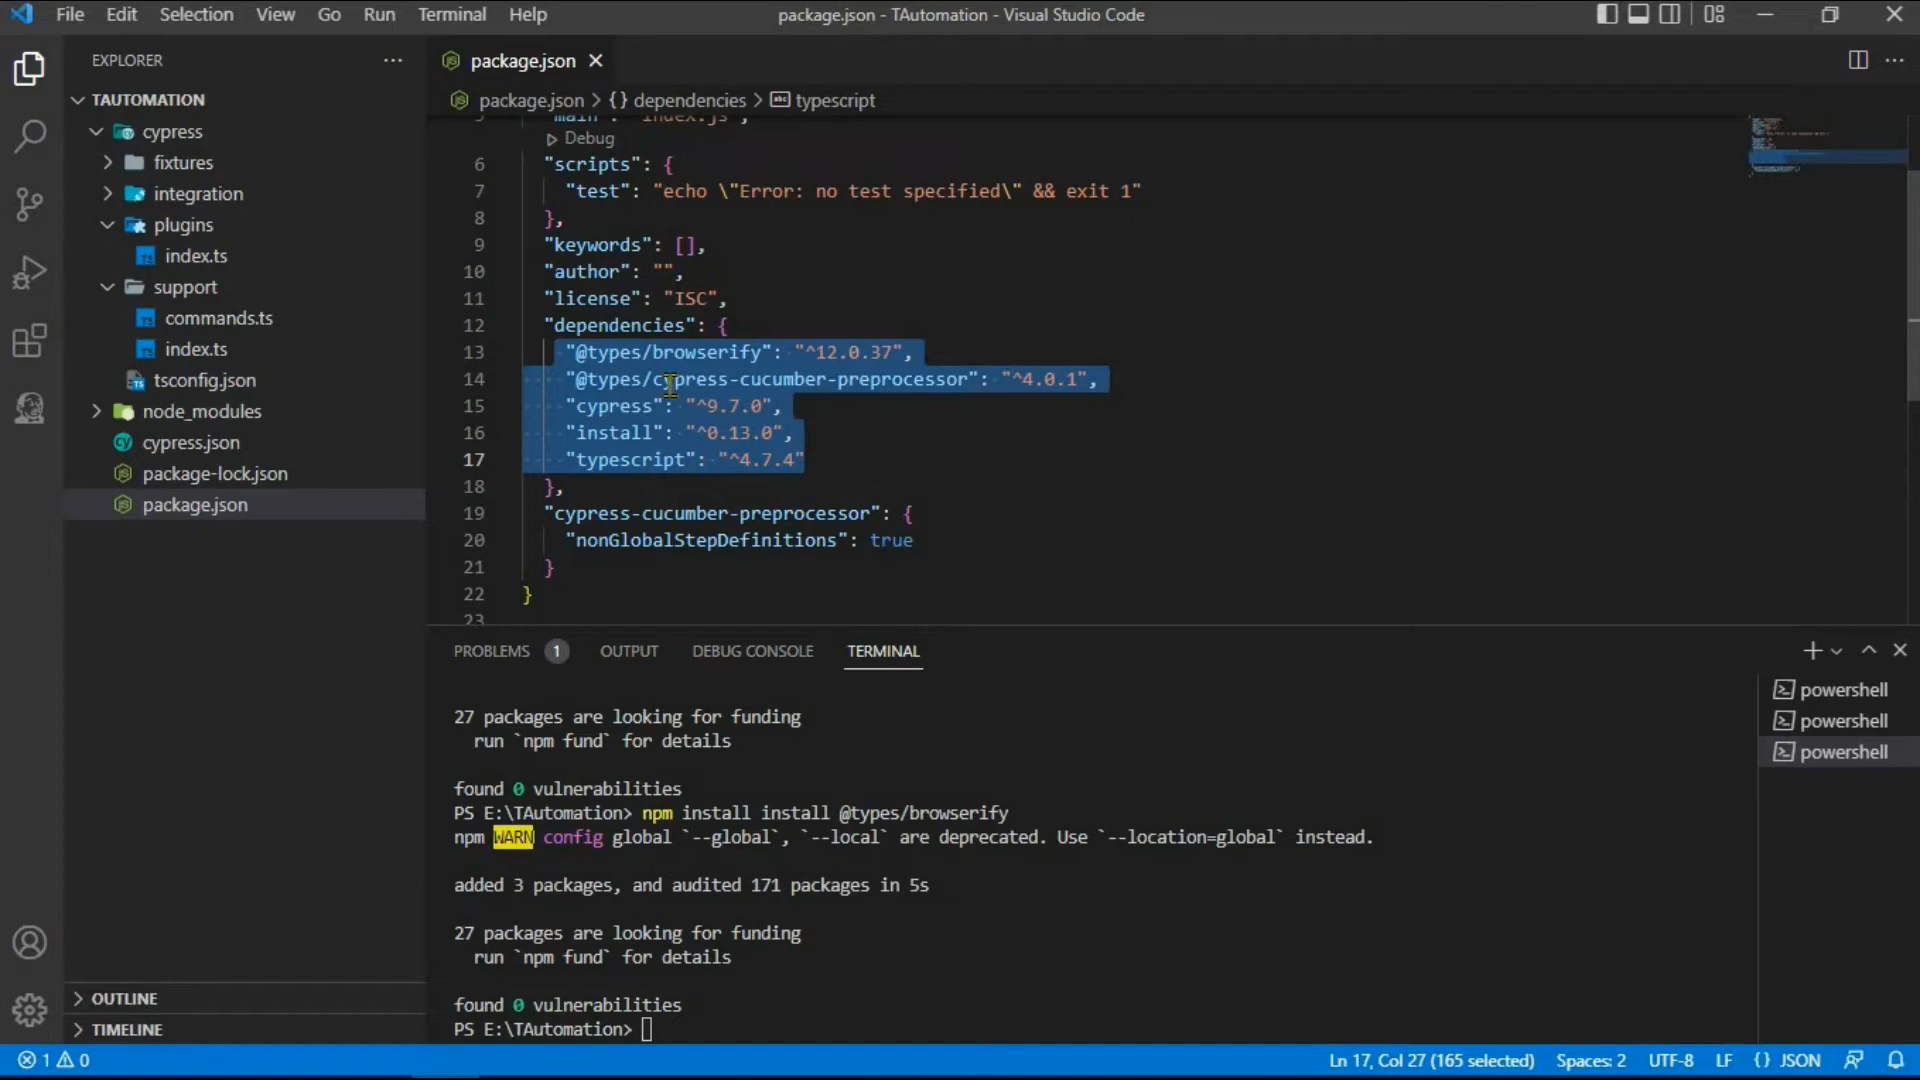 File Edit Selection View Go Run Terminal Help
package.json - TAutomation - Visual Studio Code
EXPLORER
TAUTOMATION
cypress
fixtures
integration
plugins
index.ts
support
commands.ts
index.ts
tsconfig.json
node_modules
cypress.json
package-lock.json
package.json
OUTLINE
TIMELINE
package.json
package.json > {} dependencies > abc typescript
5 "main": "index.js",
Debug
6 "scripts": {
7 "test": "echo \"Error: no test specified\" && exit 1"
8 },
9 "keywords": [],
10 "author": "",
11 "license": "ISC",
12 "dependencies": {
13 "@types/browserify": "^12.0.37",
14 "@types/cypress-cucumber-preprocessor": "^4.0.1",
15 "cypress": "^9.7.0",
16 "install": "^0.13.0",
17 "typescript": "^4.7.4"
18 },
19 "cypress-cucumber-preprocessor": {
20 "nonGlobalStepDefinitions": true
21 }
22 }
23
PROBLEMS 1 OUTPUT DEBUG CONSOLE TERMINAL
27 packages are looking for funding
run `npm fund` for details
found 0 vulnerabilities
PS E:\TAutomation> npm install install @types/browserify
npm WARN config global `--global`, `--local` are deprecated. Use `--location=global` instead.
added 3 packages, and audited 171 packages in 5s
27 packages are looking for funding
run `npm fund` for details
found 0 vulnerabilities
PS E:\TAutomation>
powershell
powershell
powershell
1 0
Ln 17, Col 27 (165 selected) Spaces: 2 UTF-8 LF {} JSON